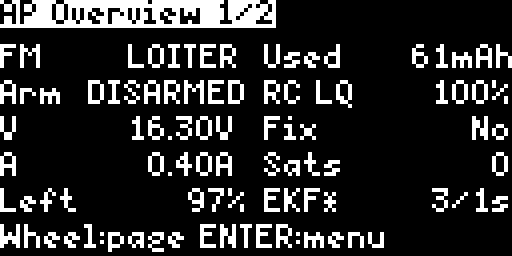 AP Overview 1/2
FM LOITER Used 61mAh
Arm DISARMED RC LQ 100%
V 16.30V Fix No
A 0.40A Sats 0
Left 97% EKF* 3/1s
Wheel:page ENTER:menu